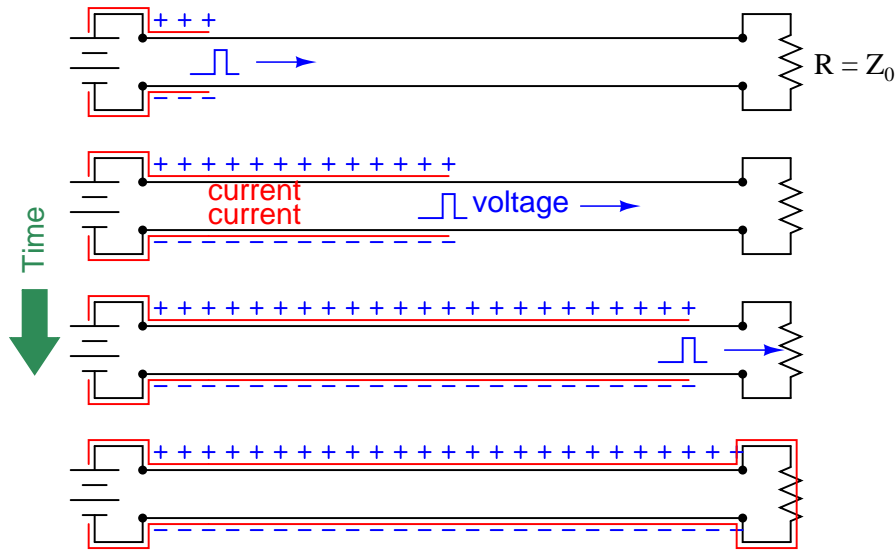 + + +
− − −
R = Z₀
+ + + + + + + + + + + + +
current
current
voltage
− − − − − − − − − − − − −
Time
+ + + + + + + + + + + + + + + + + + + + + + +
− − − − − − − − − − − − − − − − − − − − − − −
+ + + + + + + + + + + + + + + + + + + + + + + + +
− − − − − − − − − − − − − − − − − − − − − − − − −